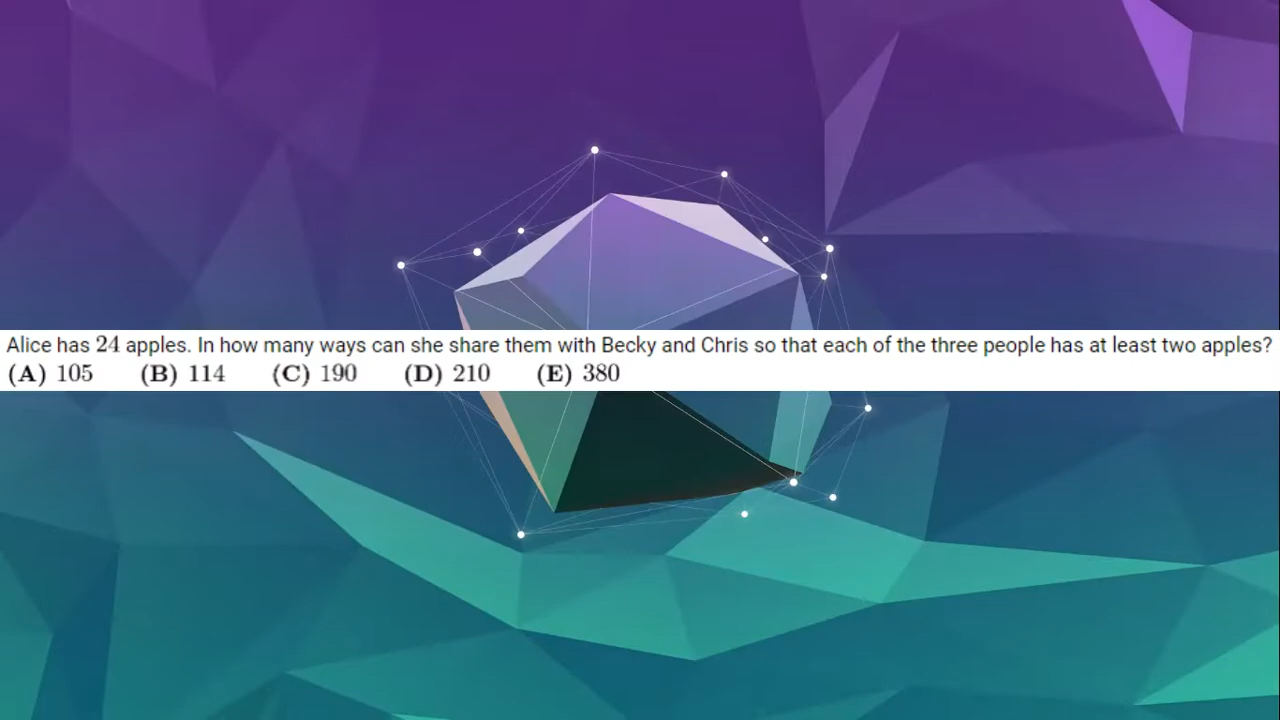 Alice has 24 apples. In how many ways can she share them with Becky and Chris so that each of the three people has at least two apples?
(A) 105 (B) 114 (C) 190 (D) 210 (E) 380